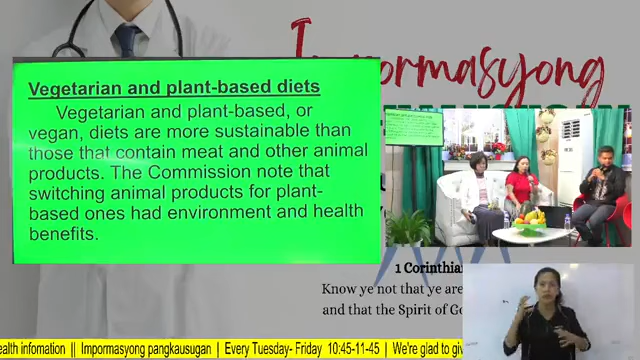 Impormasyong
Vegetarian and plant-based diets
Vegetarian and plant-based, or
vegan, diets are more sustainable than
those that contain meat and other animal
products. The Commission note that
switching animal products for plant-
based ones had environment and health
benefits.
1 Corinthian
Know ye not that ye are
and that the Spirit of Go
ealth infomation || Impormasyong pangkausugan | Every Tuesday- Friday 10:45-11-45 | We're glad to giv